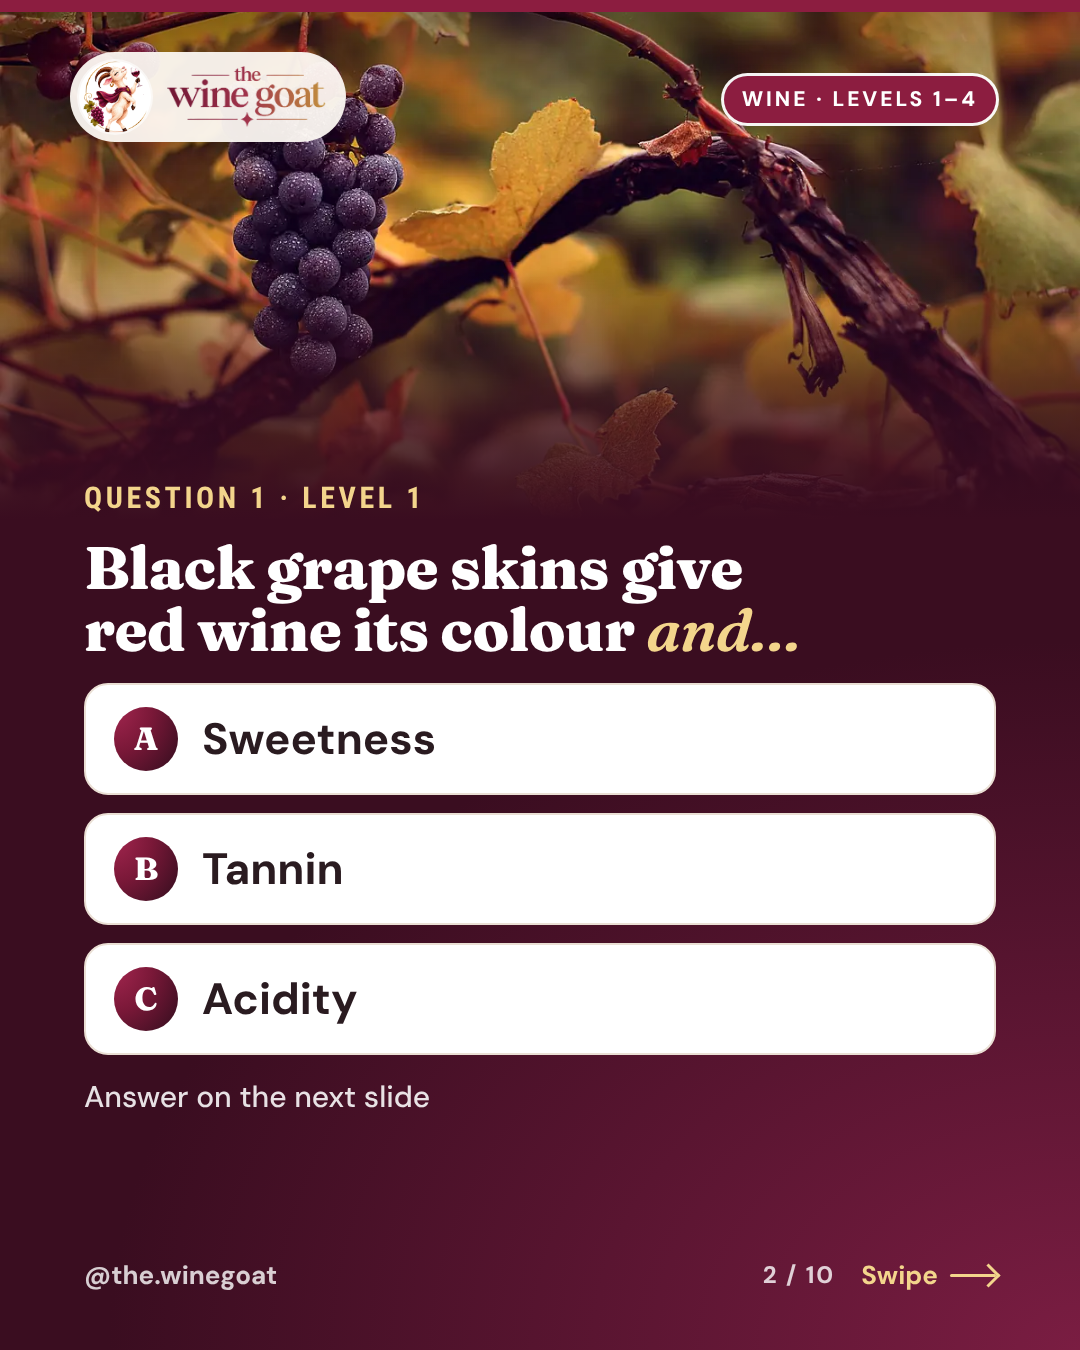 the
wine goat
WINE · LEVELS 1–4
QUESTION 1 · LEVEL 1
Black grape skins give
red wine its colour and...
A Sweetness
B Tannin
C Acidity
Answer on the next slide
@the.winegoat
2 / 10 Swipe